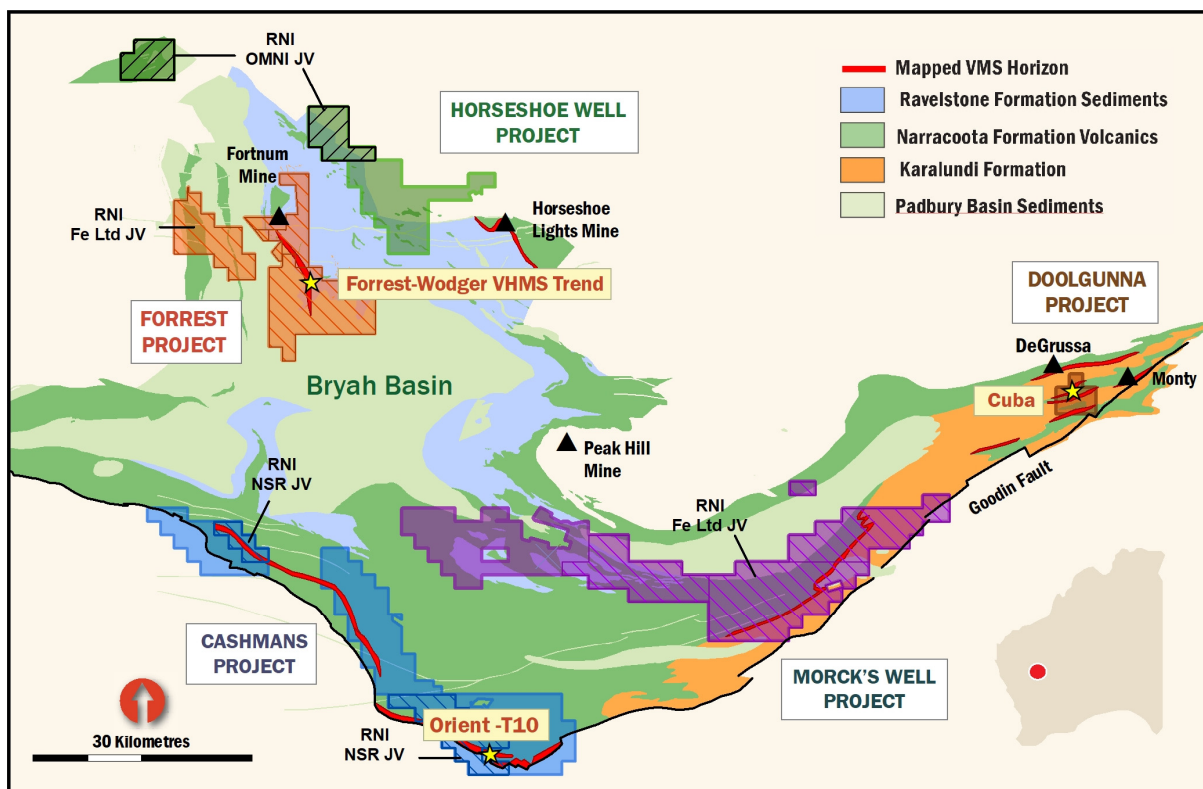 RNI
OMNI JV
HORSESHOE WELL
PROJECT
Mapped VMS Horizon
Ravelstone Formation Sediments
Narracoota Formation Volcanics
Karalundi Formation
Padbury Basin Sediments
Fortnum
Mine
RNI
Fe Ltd JV
Horseshoe
Lights Mine
Forrest-Wodger VHMS Trend
FORREST
PROJECT
DOOLGUNNA
PROJECT
DeGrussa
Monty
Cuba
Bryah Basin
Peak Hill
Mine
Goodin Fault
RNI
NSR JV
RNI
Fe Ltd JV
CASHMANS
PROJECT
MORCK'S WELL
PROJECT
Orient -T10
RNI
NSR JV
30 Kilometres